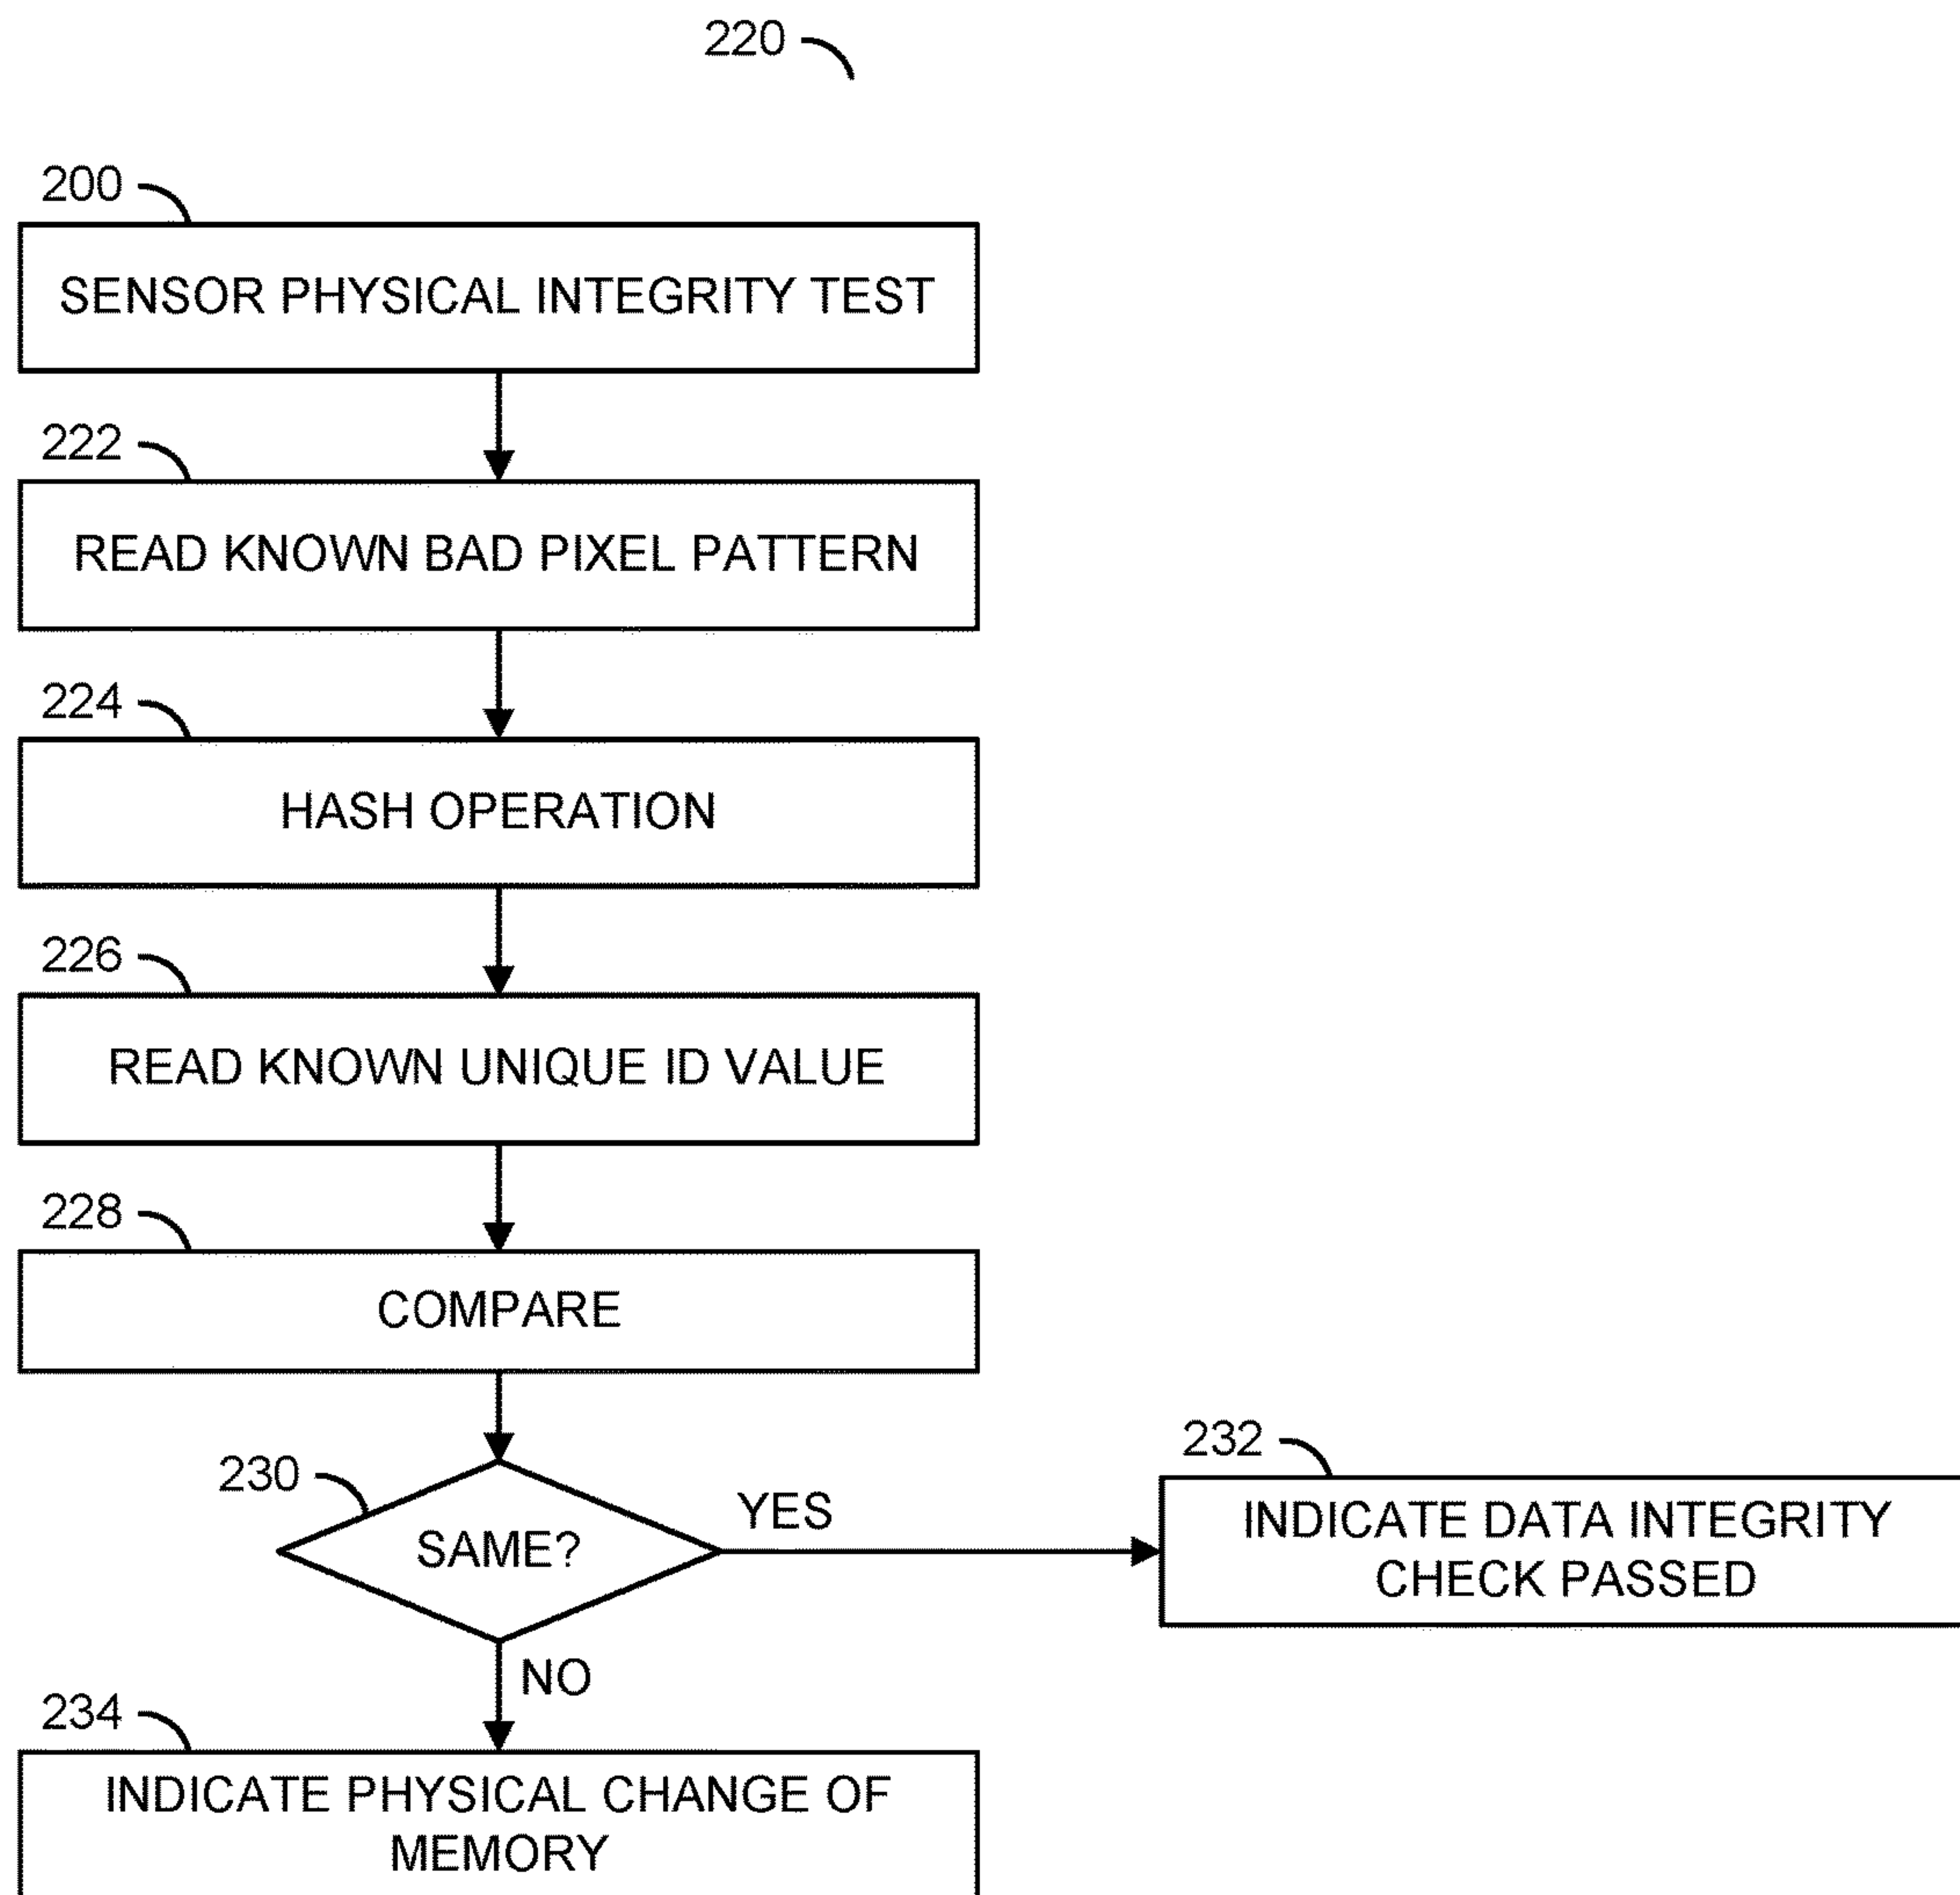 220
200
SENSOR PHYSICAL INTEGRITY TEST
222
READ KNOWN BAD PIXEL PATTERN
224
HASH OPERATION
226
READ KNOWN UNIQUE ID VALUE
228
COMPARE
230
SAME?
YES
232
INDICATE DATA INTEGRITY
CHECK PASSED
NO
234
INDICATE PHYSICAL CHANGE OF
MEMORY